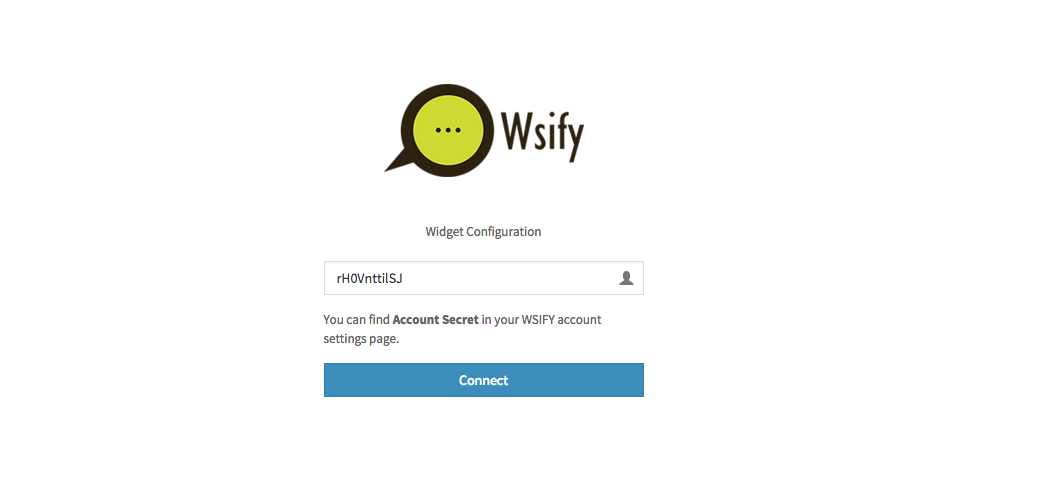 Wsify
Widget Configuration
rH0VnttilSJ
You can find Account Secret in your WSIFY account
settings page.
Connect